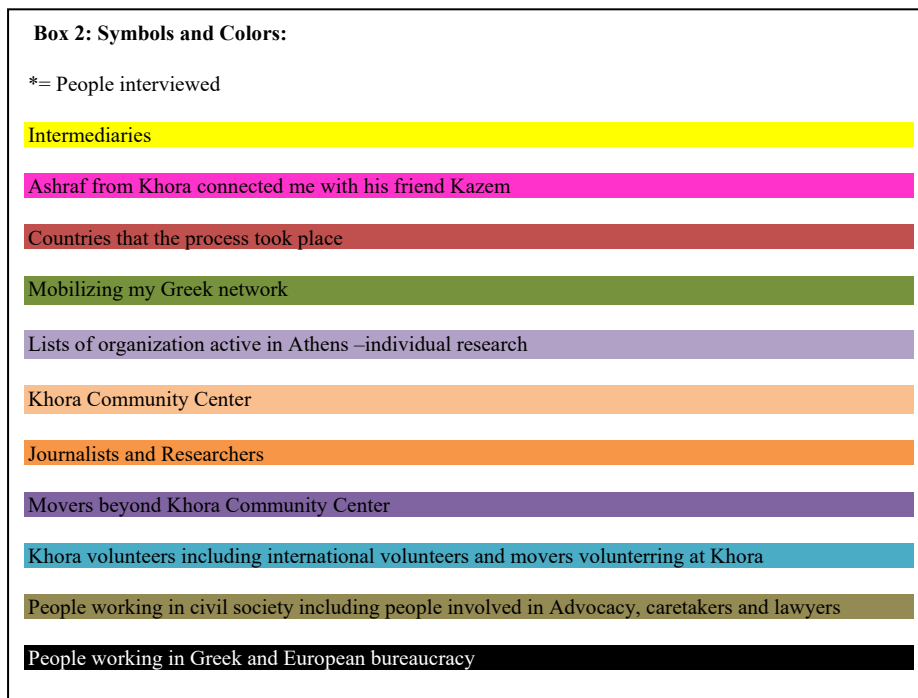 Box 2: Symbols and Colors:
*= People interviewed
Intermediaries
Ashraf from Khora connected me with his friend Kazem
Countries that the process took place
Mobilizing my Greek network
Lists of organization active in Athens –individual research
Khora Community Center
Journalists and Researchers
Movers beyond Khora Community Center
Khora volunteers including international volunteers and movers volunterring at Khora
People working in civil society including people involved in Advocacy, caretakers and lawyers
People working in Greek and European bureaucracy